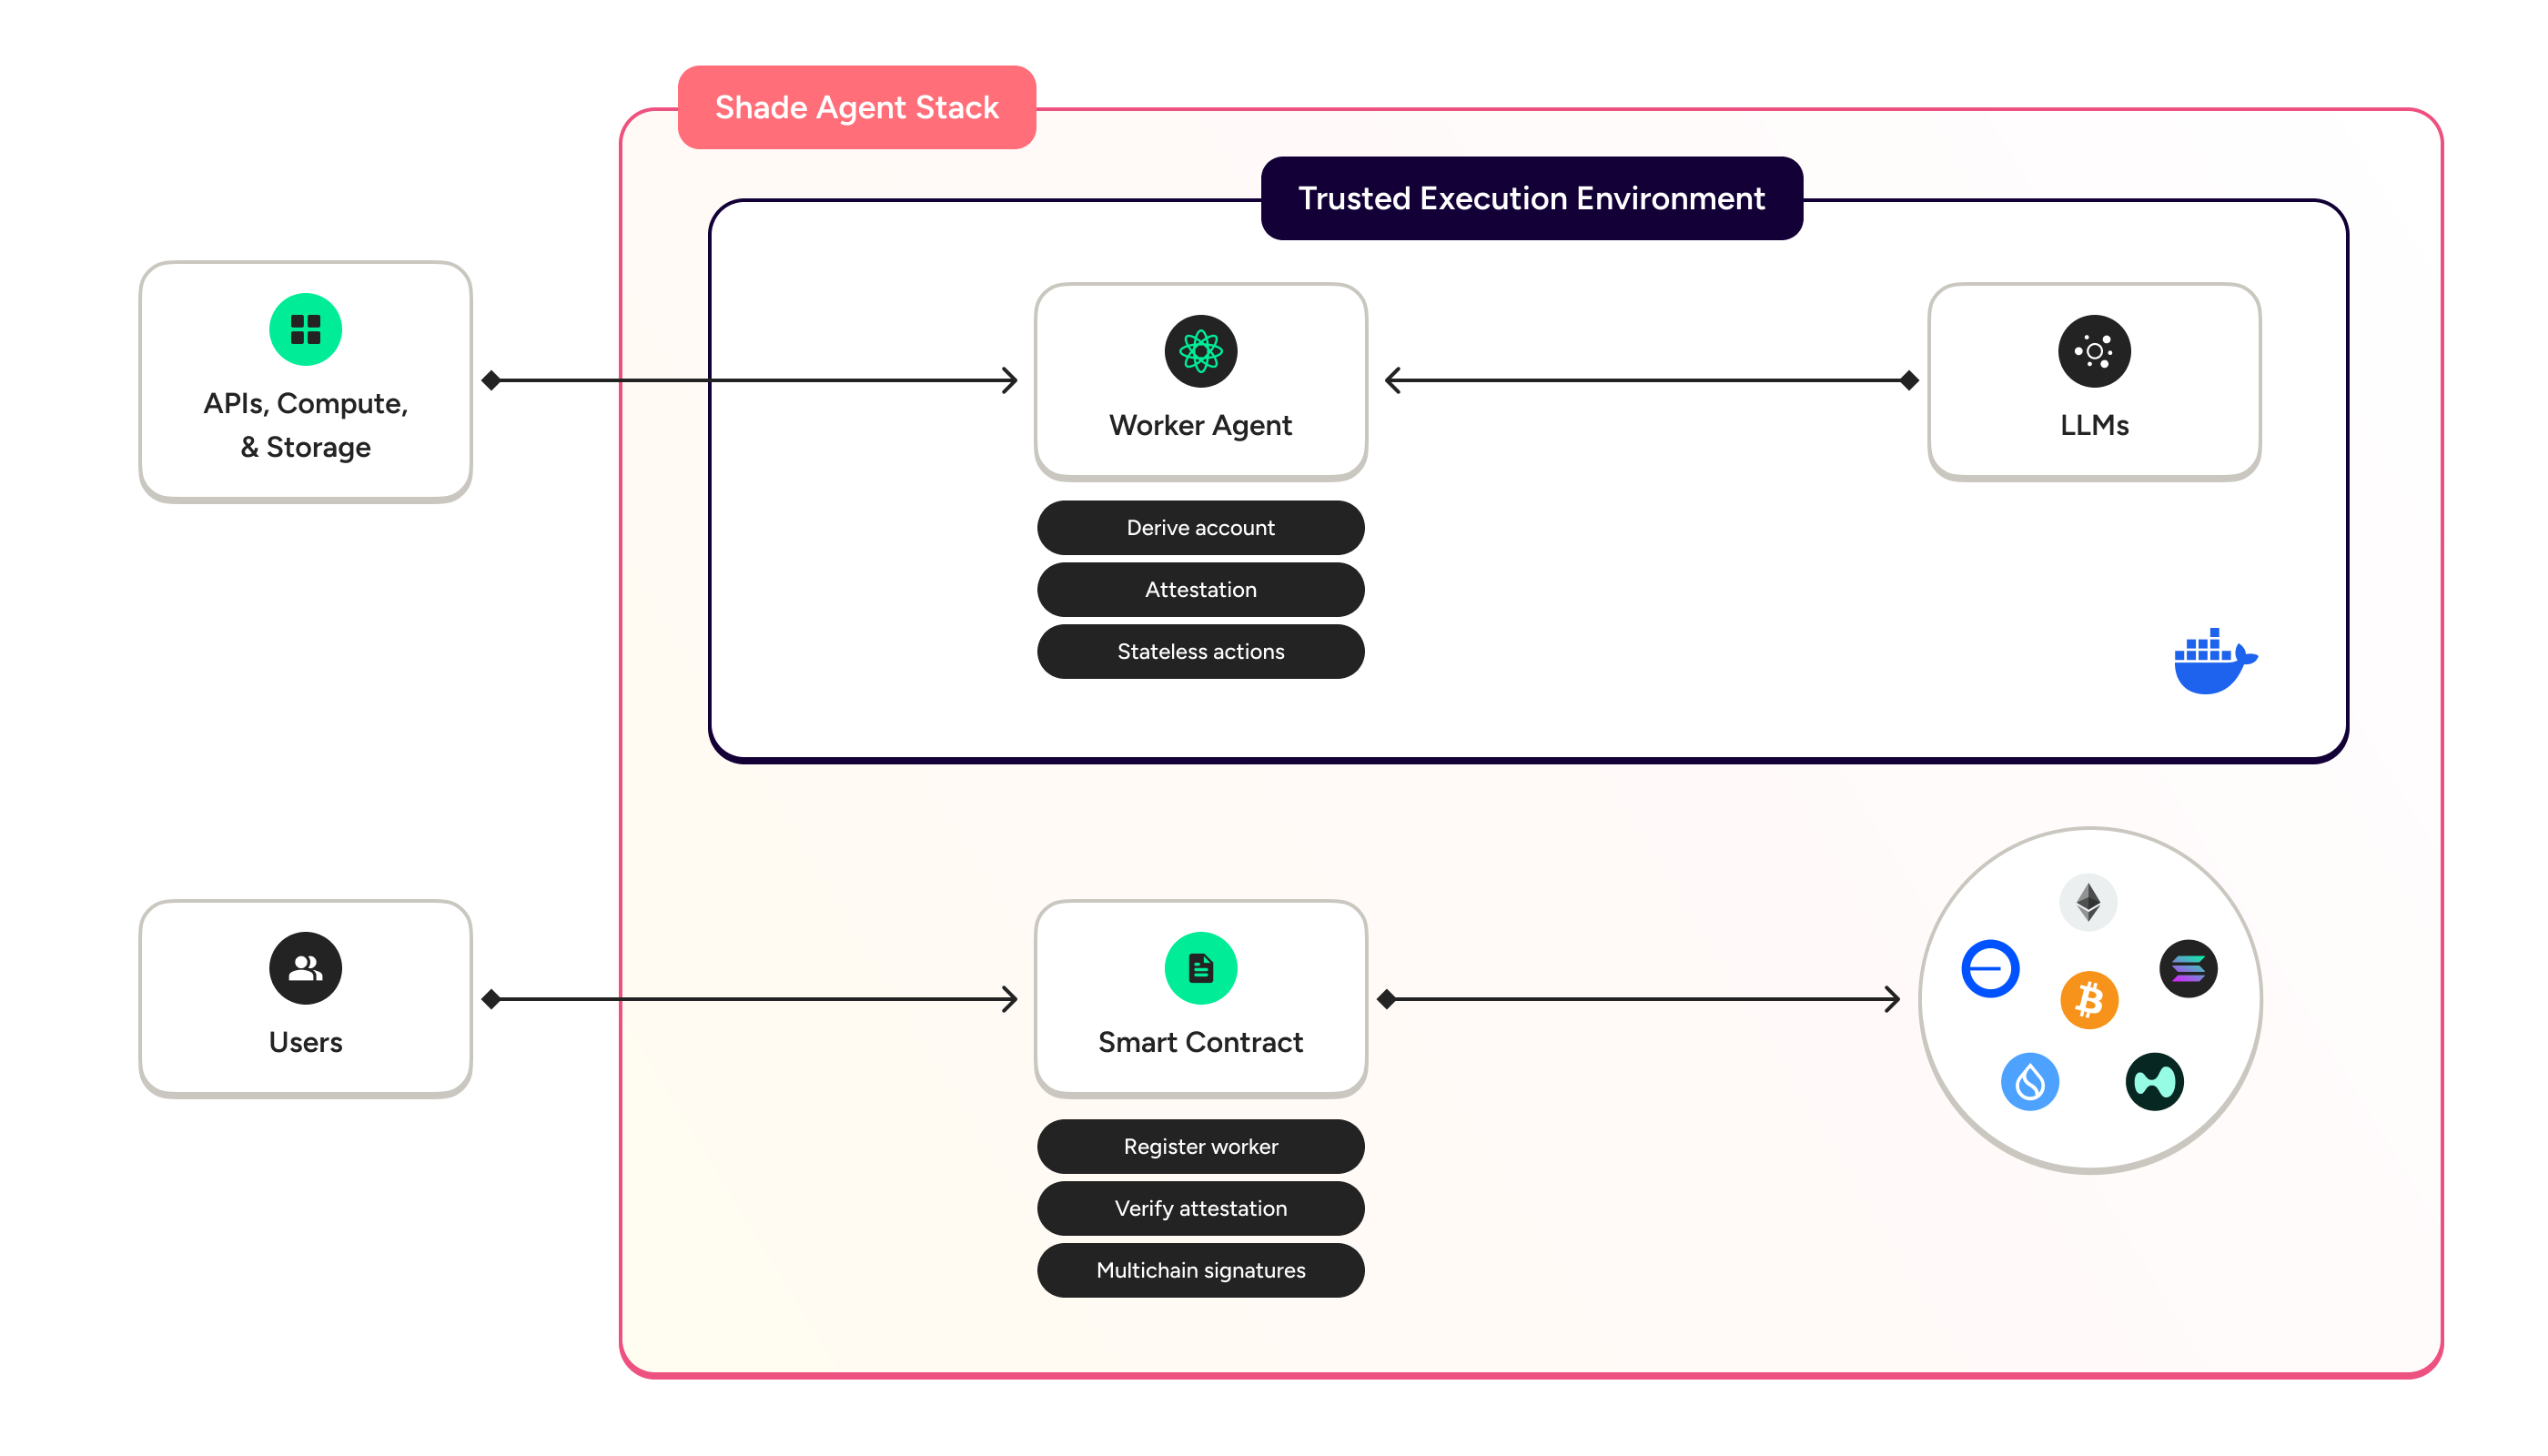 Shade Agent Stack
Trusted Execution Environment
APIs, Compute,
& Storage
Worker Agent
LLMs
Derive account
Attestation
Stateless actions
Users
Smart Contract
Register worker
Verify attestation
Multichain signatures